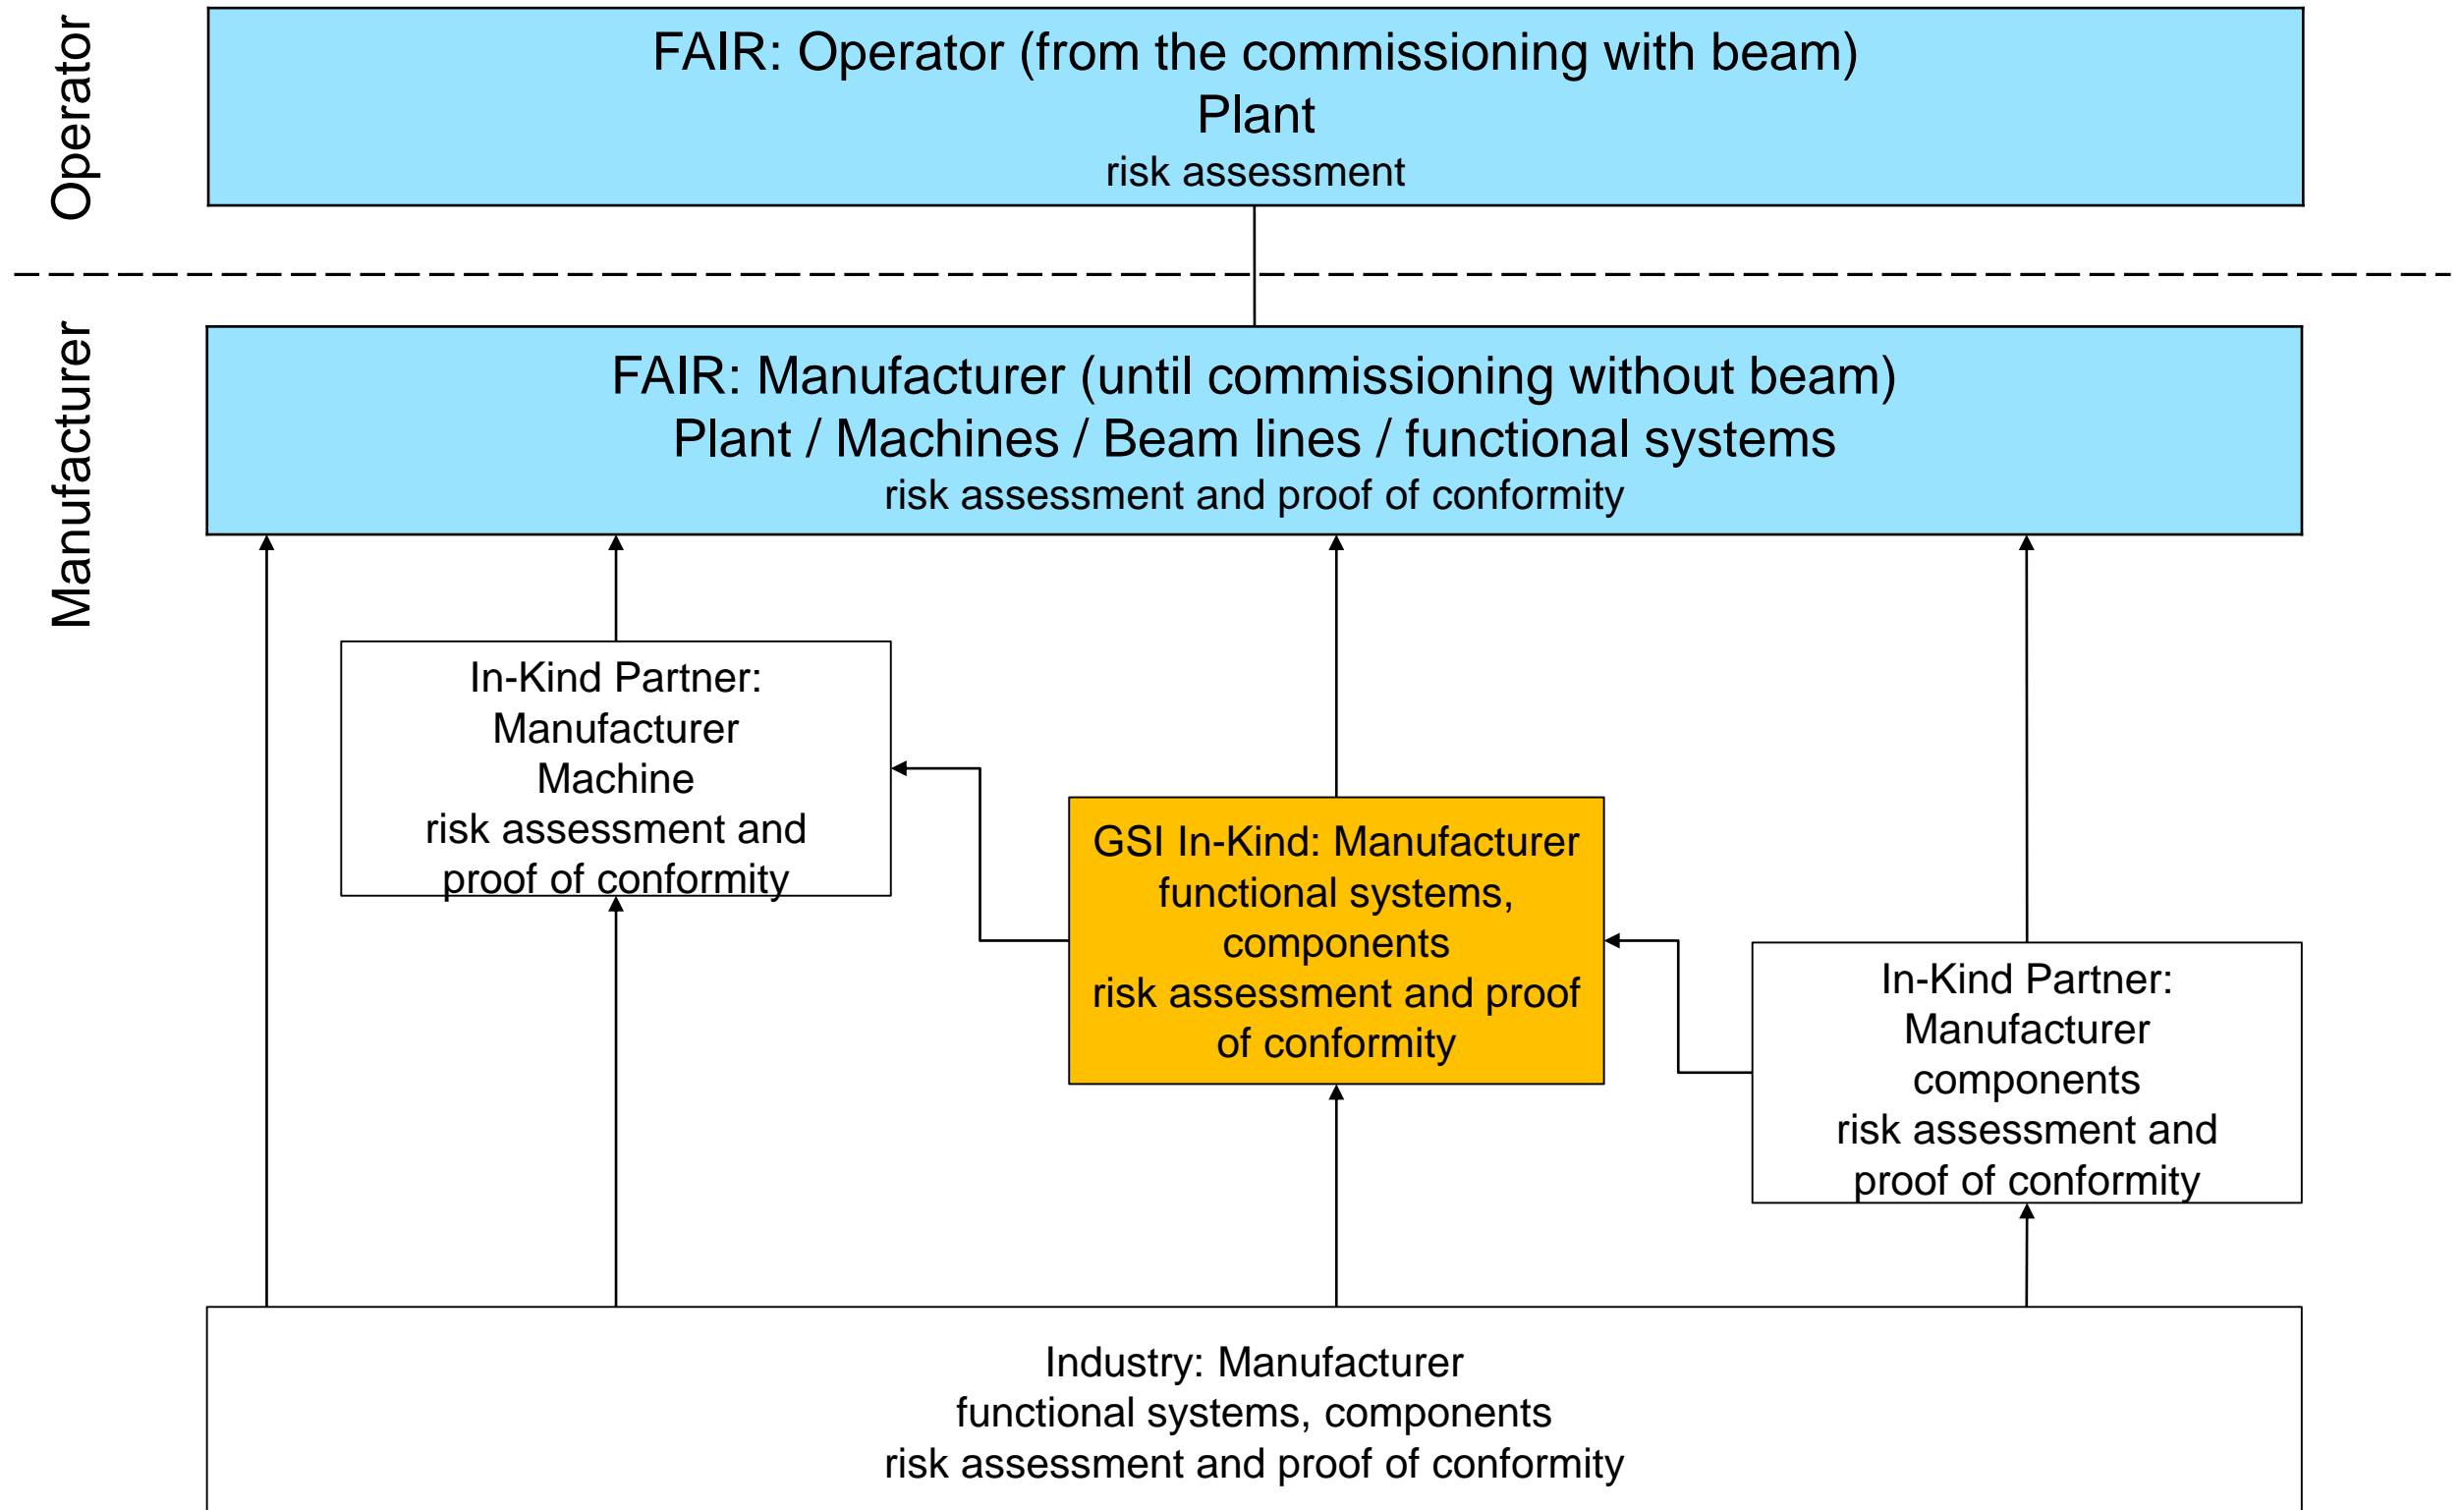 Operator
FAIR: Operator (from the commissioning with beam)
Plant
risk assessment
Manufacturer
FAIR: Manufacturer (until commissioning without beam)
Plant / Machines / Beam lines / functional systems
risk assessment and proof of conformity
In-Kind Partner:
Manufacturer
Machine
risk assessment and
proof of conformity
GSI In-Kind: Manufacturer
functional systems,
components
risk assessment and proof
of conformity
In-Kind Partner:
Manufacturer
components
risk assessment and
proof of conformity
Industry: Manufacturer
functional systems, components
risk assessment and proof of conformity